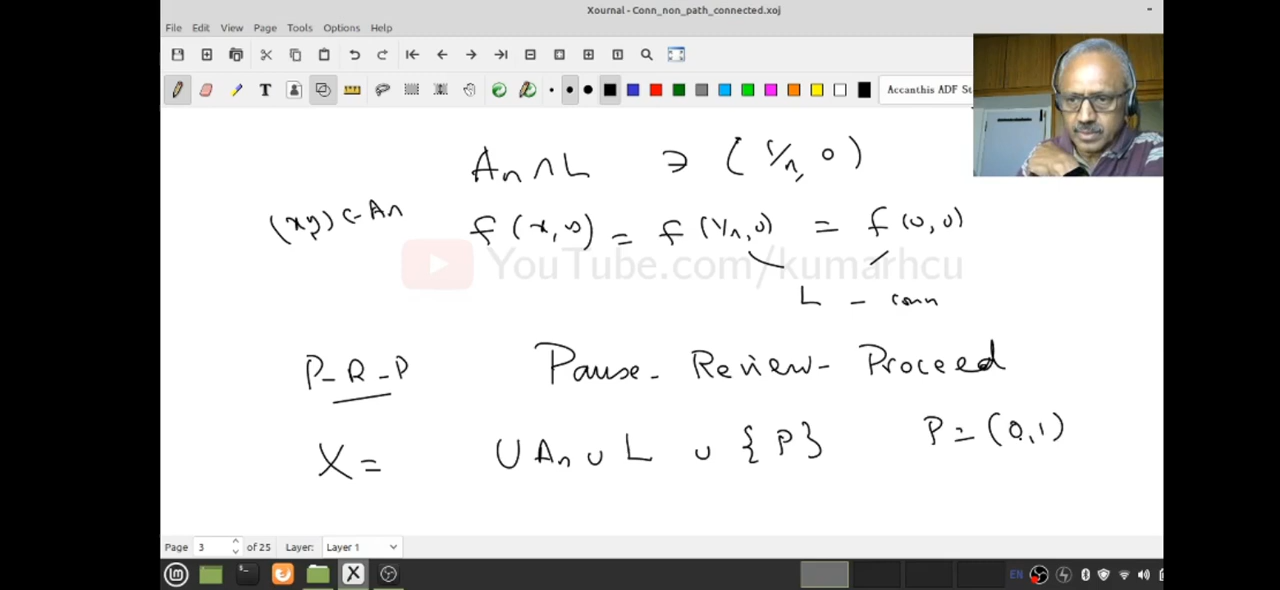 Xournal - Conn_non_path_connected.xoj
File Edit View Page Tools Options Help
T
Accanthis ADF St
An ∩ L ∋ (1/n, 0)
(x,y) ∈ An f(x, y) = f(1/n, 0) = f(0, 0)
YouTube.com/kumarhcu
L - conn
P-R-P Pause - Review - Proceed
X = ∪ An ∪ L ∪ {P} P = (0,1)
Page 3 of 25 Layer: Layer 1
EN